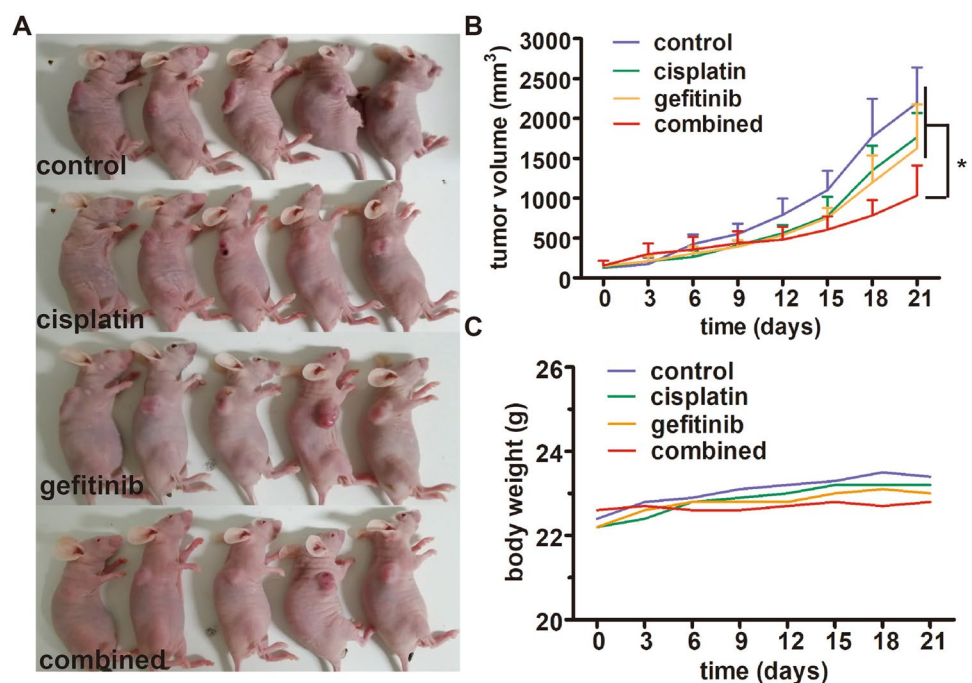 A
control
cisplatin
gefitinib
combined
B
tumor volume (mm³)
3000
2500
2000
1500
1000
500
0
control
cisplatin
gefitinib
combined
*
0 3 6 9 12 15 18 21
time (days)
C
body weight (g)
26
24
22
20
control
cisplatin
gefitinib
combined
0 3 6 9 12 15 18 21
time (days)